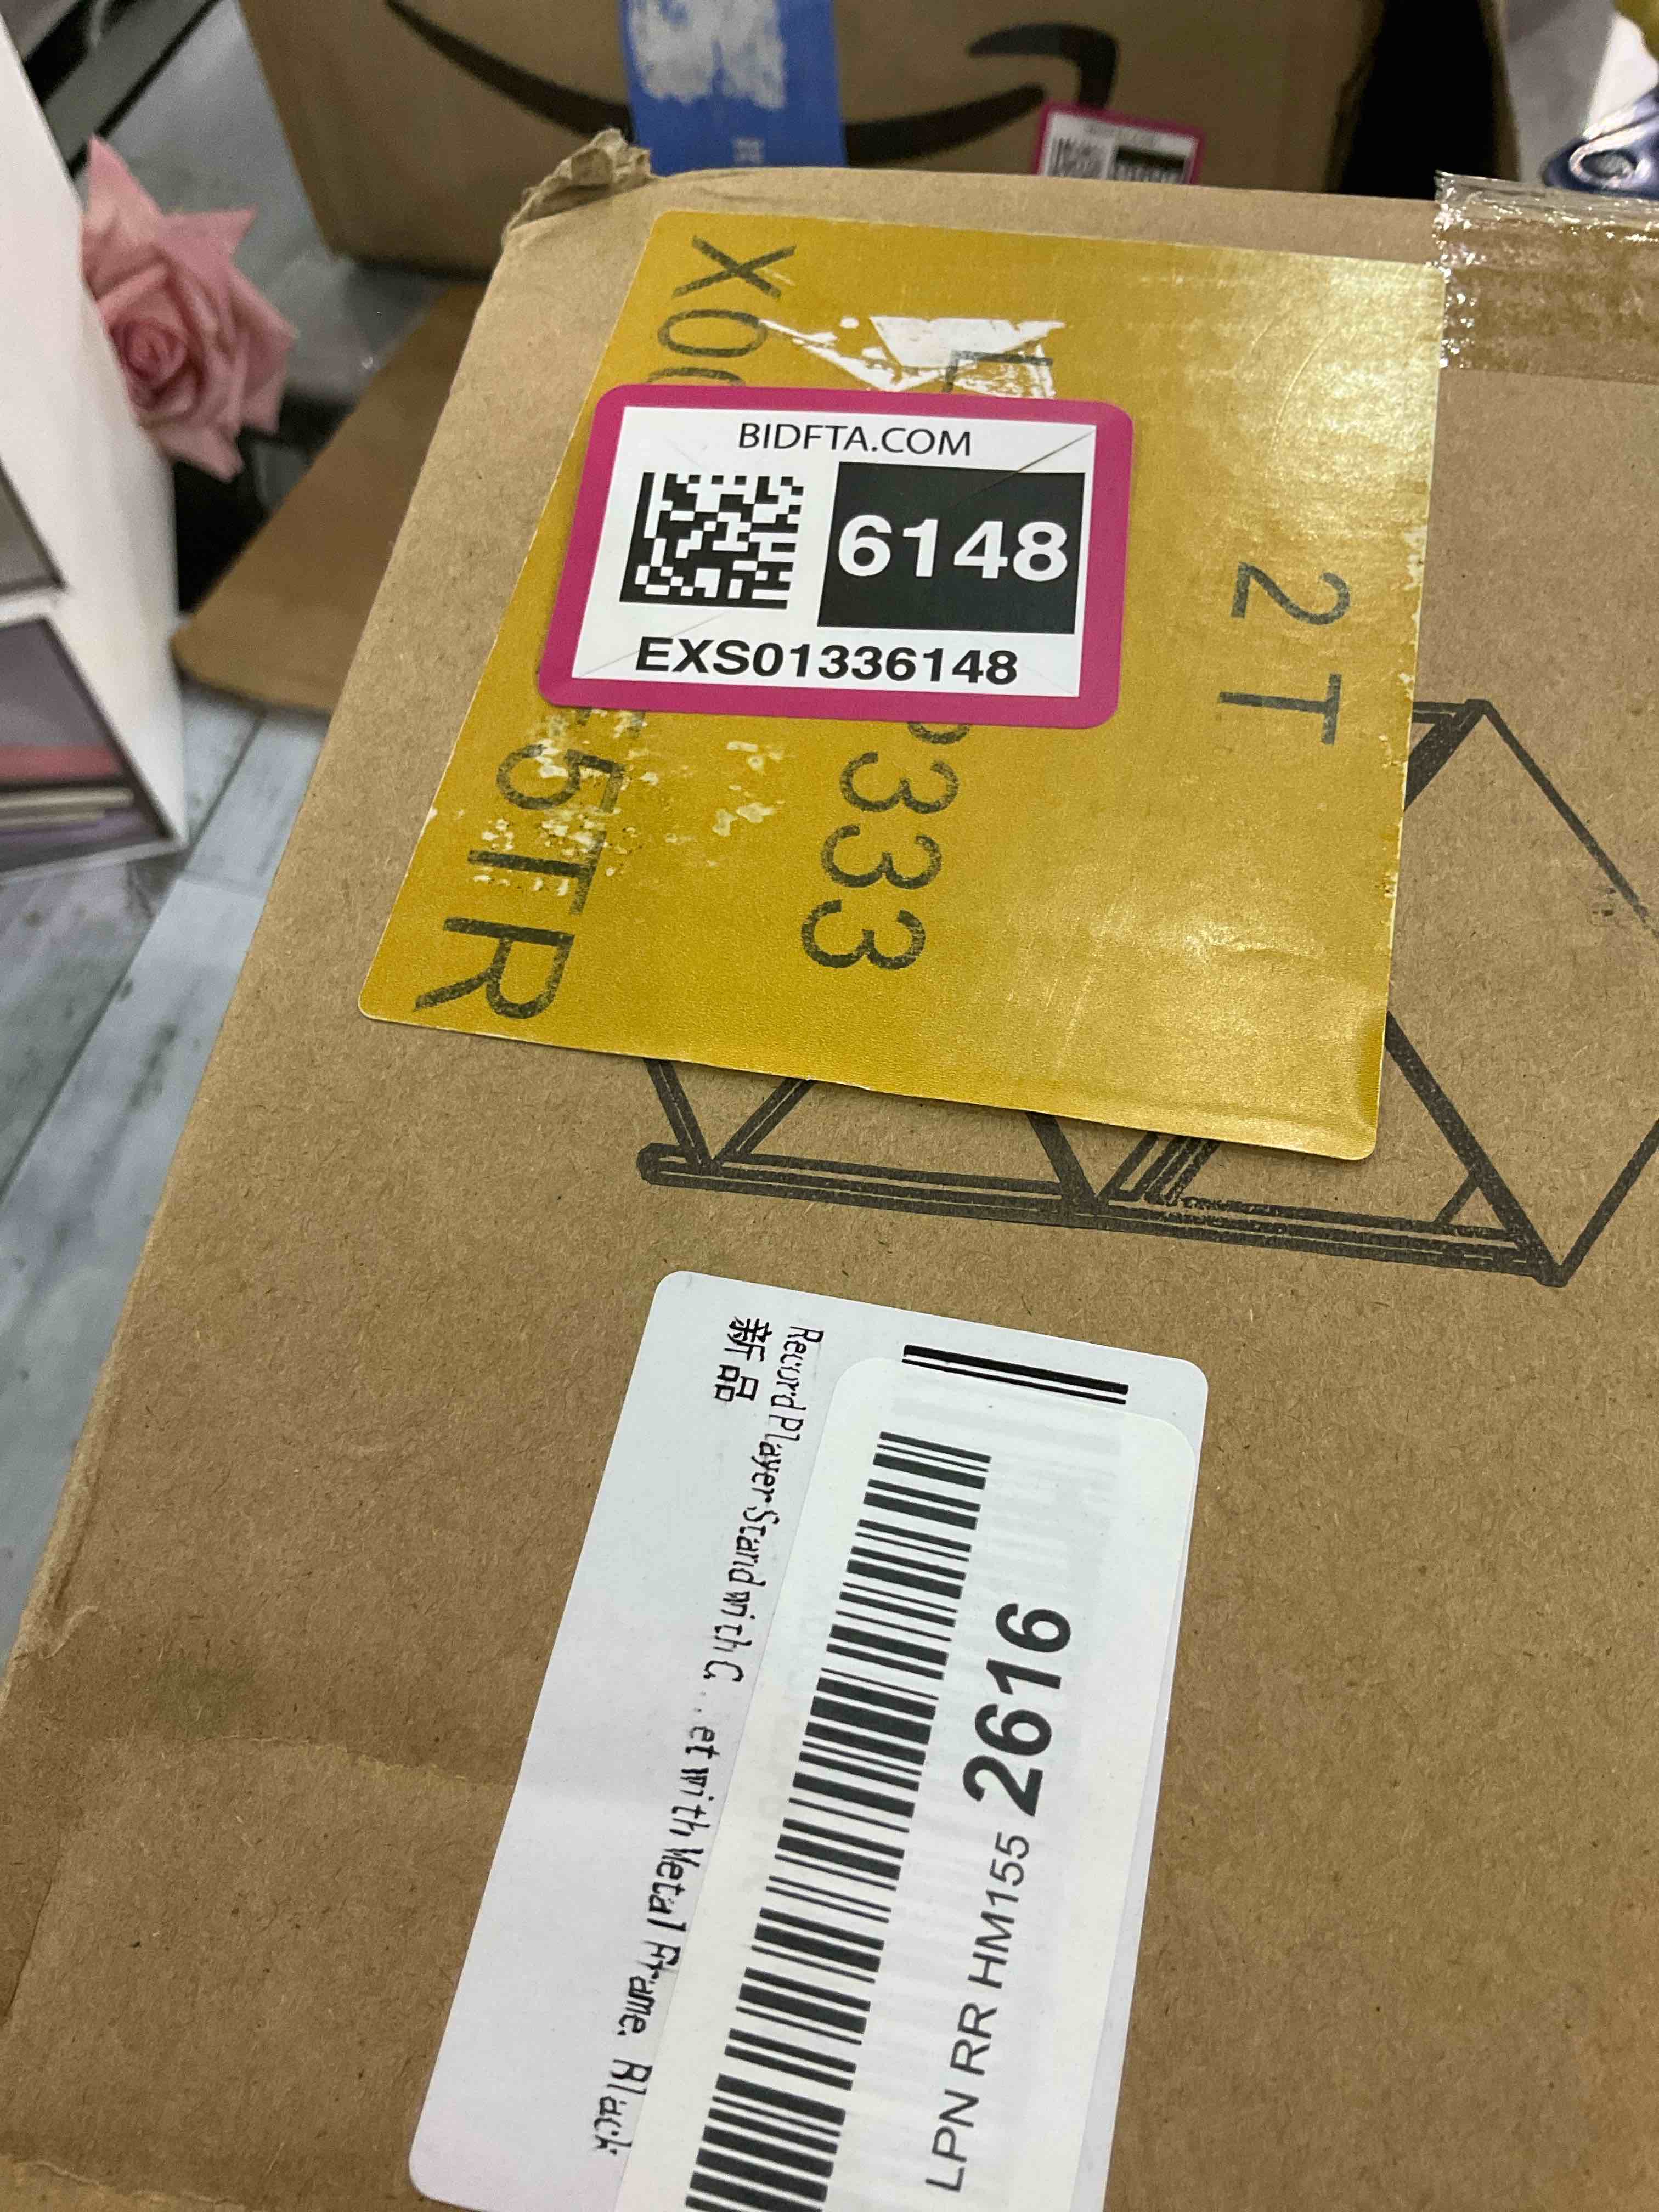 BIDFTA.COM
6148
EXS01336148
2T
P333
5TR
Record Player Stand with C...et with Metal Frame, Black
新品
LPN RR HM155 2616